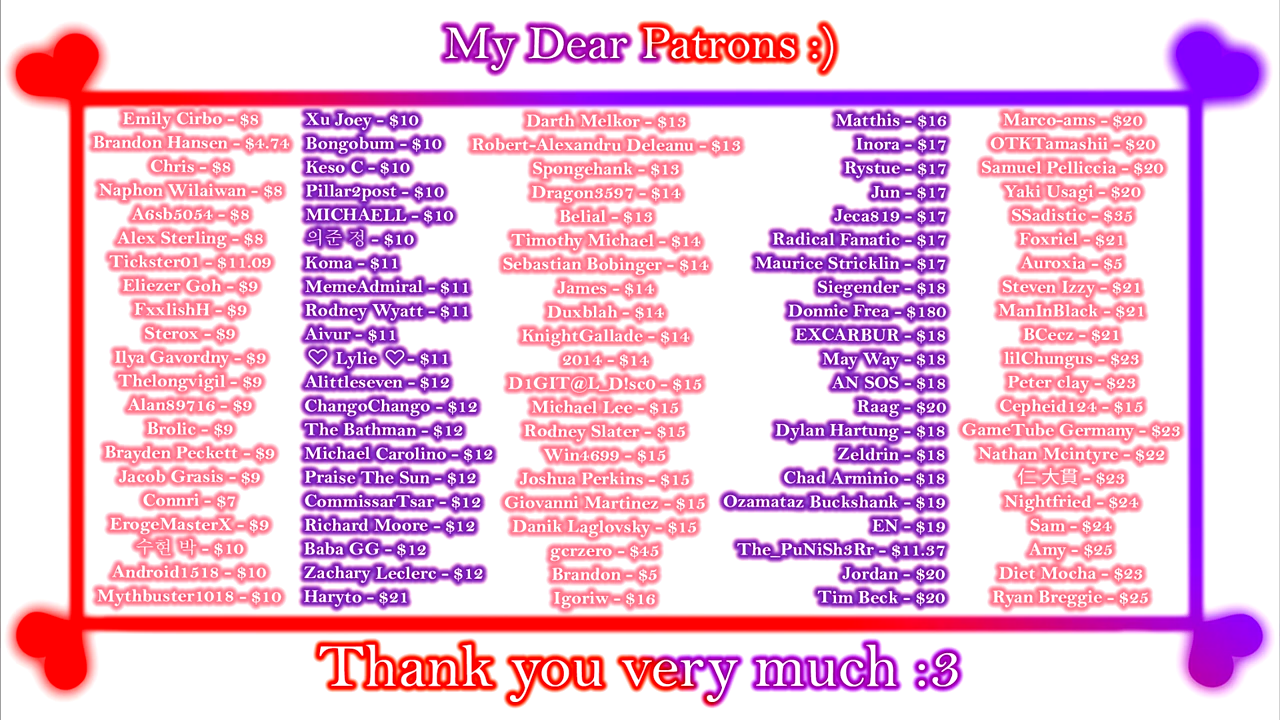 My Dear Patrons :)
Emily Cirbo - $8
Brandon Hansen - $4.74
Chris - $8
Naphon Wilaiwan - $8
A6sb5054 - $8
Alex Sterling - $8
Tickster01 - $11.09
Eliezer Goh - $9
FxxlishH - $9
Sterox - $9
Ilya Gavordny - $9
Thelongvigil - $9
Alan89716 - $9
Brolic - $9
Brayden Peckett - $9
Jacob Grasis - $9
Connri - $7
ErogeMasterX - $9
수현 박 - $10
Android1518 - $10
Mythbuster1018 - $10
Xu Joey - $10
Bongobum - $10
Keso C - $10
Pillar2post - $10
MICHAELL - $10
의준 정 - $10
Koma - $11
MemeAdmiral - $11
Rodney Wyatt - $11
Aivur - $11
♡ Lylie ♡ - $11
Alittleseven - $12
ChangoChango - $12
The Bathman - $12
Michael Carolino - $12
Praise The Sun - $12
CommissarTsar - $12
Richard Moore - $12
Baba GG - $12
Zachary Leclerc - $12
Haryto - $21
Darth Melkor - $13
Robert-Alexandru Deleanu - $13
Spongehank - $13
Dragon3597 - $14
Belial - $13
Timothy Michael - $14
Sebastian Bobinger - $14
James - $14
Duxblah - $14
KnightGallade - $14
2014 - $14
D1GIT@L_D!sc0 - $15
Michael Lee - $15
Rodney Slater - $15
Win4699 - $15
Joshua Perkins - $15
Giovanni Martinez - $15
Danik Laglovsky - $15
gcrzero - $45
Brandon - $5
Igoriw - $16
Matthis - $16
Inora - $17
Rystue - $17
Jun - $17
Jeca819 - $17
Radical Fanatic - $17
Maurice Stricklin - $17
Siegender - $18
Donnie Frea - $180
EXCARBUR - $18
May Way - $18
AN SOS - $18
Raag - $20
Dylan Hartung - $18
Zeldrin - $18
Chad Arminio - $18
Ozamataz Buckshank - $19
EN - $19
The_PuNiSh3Rr - $11.37
Jordan - $20
Tim Beck - $20
Marco-ams - $20
OTKTamashii - $20
Samuel Pelliccia - $20
Yaki Usagi - $20
SSadistic - $35
Foxriel - $21
Auroxia - $5
Steven Izzy - $21
ManInBlack - $21
BCecz - $21
lilChungus - $23
Peter clay - $23
Cepheid124 - $15
GameTube Germany - $23
Nathan Mcintyre - $22
仁 大貫 - $23
Nightfried - $24
Sam - $24
Amy - $25
Diet Mocha - $23
Ryan Breggie - $25
Thank you very much :3